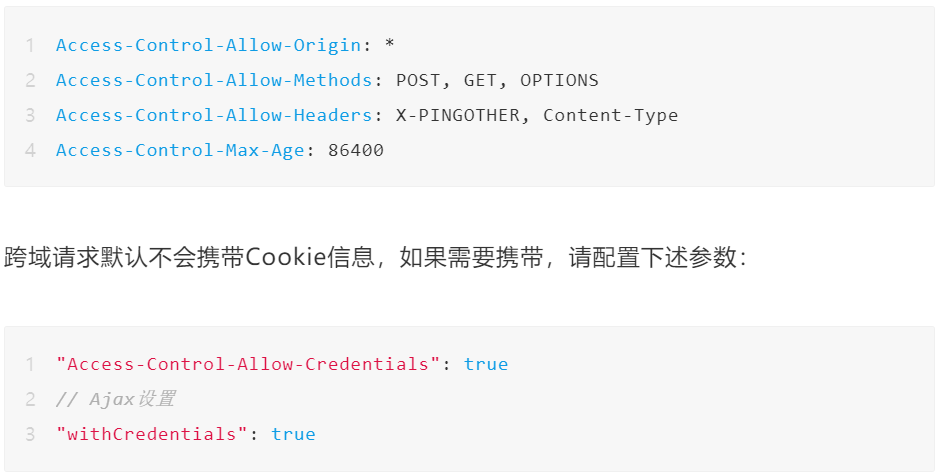 1 Access-Control-Allow-Origin: *
2 Access-Control-Allow-Methods: POST, GET, OPTIONS
3 Access-Control-Allow-Headers: X-PINGOTHER, Content-Type
4 Access-Control-Max-Age: 86400
跨域请求默认不会携带Cookie信息，如果需要携带，请配置下述参数：
1 "Access-Control-Allow-Credentials": true
2 // Ajax设置
3 "withCredentials": true